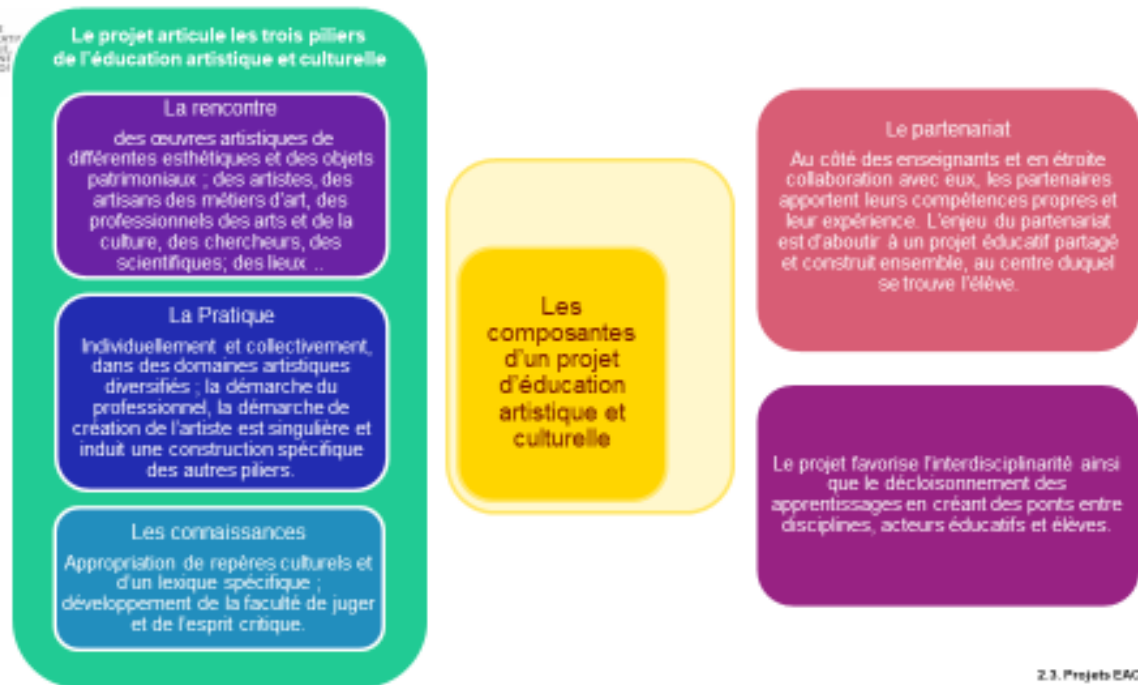 Le projet articule les trois piliers
de l'éducation artistique et culturelle
La rencontre
des œuvres artistiques de
différentes esthétiques et des objets
patrimoniaux ; des artistes, des
artisans des métiers d'art, des
professionnels des arts et de la
culture, des chercheurs, des
scientifiques; des lieux ..
La Pratique
Individuellement et collectivement,
dans des domaines artistiques
diversifiés ; la démarche du
professionnel, la démarche de
création de l'artiste est singulière et
induit une construction spécifique
des autres piliers.
Les connaissances
Appropriation de repères culturels et
d'un lexique spécifique ;
développement de la faculté de juger
et de l'esprit critique.
Les
composantes
d'un projet
d'éducation
artistique et
culturelle
Le partenariat
Au côté des enseignants et en étroite
collaboration avec eux, les partenaires
apportent leurs compétences propres et
leur expérience. L'enjeu du partenariat
est d'aboutir à un projet éducatif partagé
et construit ensemble, au centre duquel
se trouve l'élève.
Le projet favorise l'interdisciplinarité ainsi
que le décloisonnement des
apprentissages en créant des ponts entre
disciplines, acteurs éducatifs et élèves.
2.3. Projets EAC